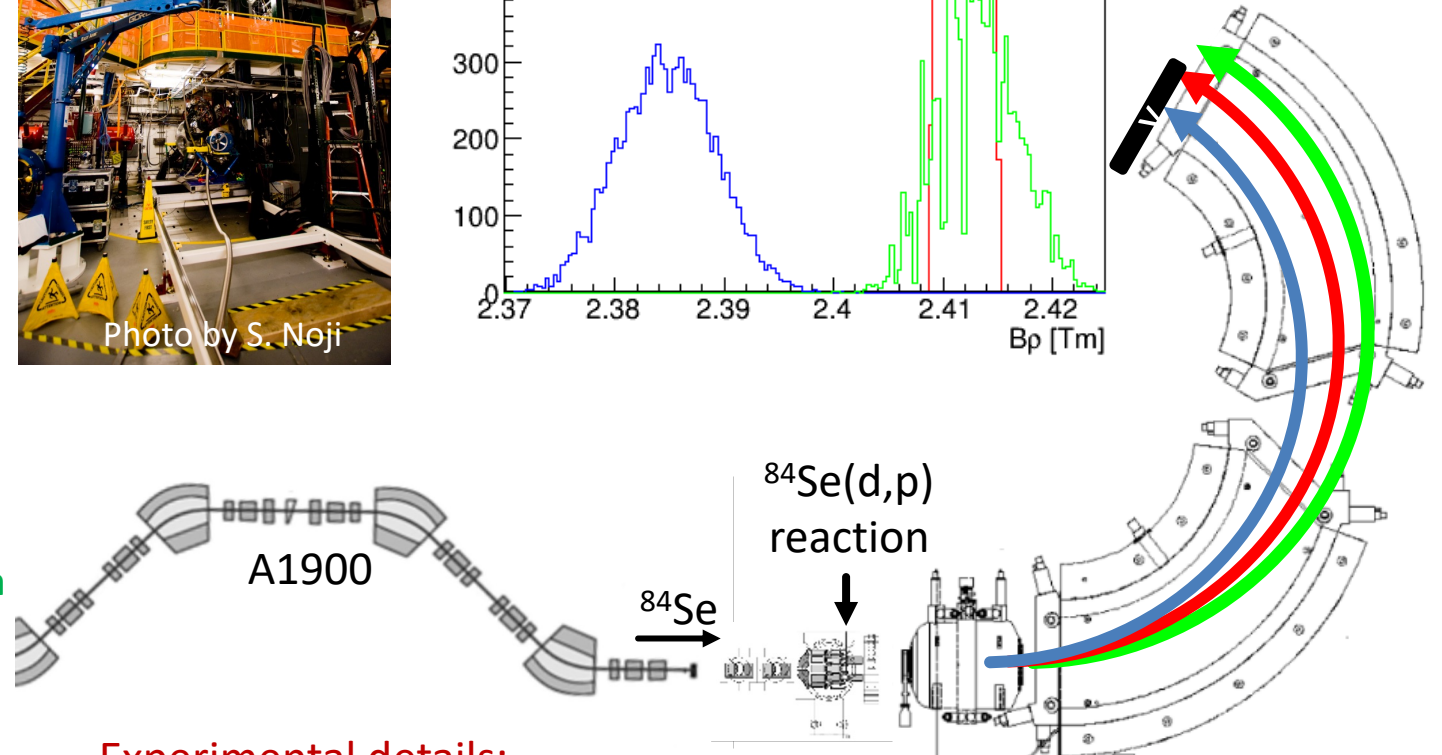 300
200
100
0
2.37 2.38 2.39 2.4 2.41 2.42
Bρ [Tm]
Photo by S. Noji
A1900
⁸⁴Se
⁸⁴Se(d,p)
reaction
V
Experimental details: